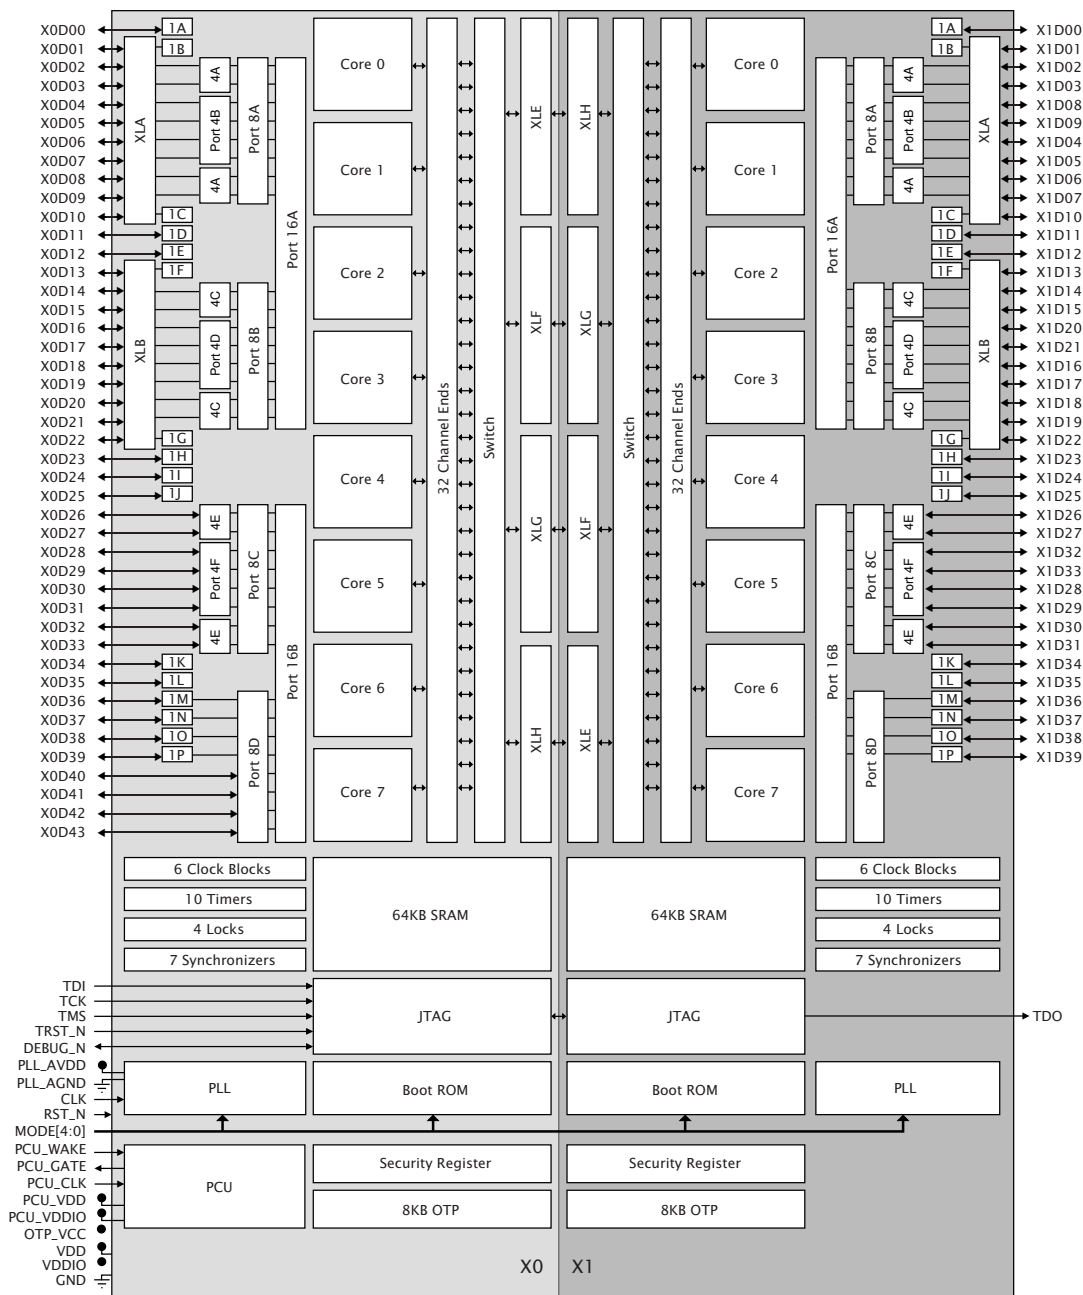 X0D00 1A Core 0 Core 0 1A X1D00
X0D01 1B 1B X1D01
X0D02 4A 4A X1D02
X0D03 X1D03
X0D04 XLA Port 4B Port 8A XLE XLH Port 8A Port 4B XLA X1D08
X0D05 X1D09
X0D06 X1D04
X0D07 Core 1 Core 1 X1D05
X0D08 4A 4A X1D06
X0D09 X1D07
X0D10 1C Port 16A Port 16A 1C X1D10
X0D11 1D 1D X1D11
X0D12 1E 1E X1D12
X0D13 1F Core 2 Core 2 1F X1D13
X0D14 4C 4C X1D14
X0D15 X1D15
X0D16 XLB Port 4D Port 8B XLF XLG Port 8B Port 4D XLB X1D20
X0D17 X1D21
X0D18 Core 3 Core 3 X1D16
X0D19 X1D17
X0D20 4C 4C X1D18
X0D21 32 Channel Ends Switch Switch 32 Channel Ends X1D19
X0D22 1G 1G X1D22
X0D23 1H 1H X1D23
X0D24 1I Core 4 Core 4 1I X1D24
X0D25 1J 1J X1D25
X0D26 4E XLG XLF 4E X1D26
X0D27 X1D27
X0D28 Port 4F Port 8C Port 8C Port 4F X1D32
X0D29 Core 5 Core 5 X1D33
X0D30 X1D28
X0D31 X1D29
X0D32 4E 4E X1D30
X0D33 X1D31
X0D34 1K Port 16B Port 16B 1K X1D34
X0D35 1L Core 6 Core 6 1L X1D35
X0D36 1M 1M X1D36
X0D37 1N 1N X1D37
X0D38 1O Port 8D XLH XLE Port 8D 1O X1D38
X0D39 1P 1P X1D39
X0D40
X0D41 Core 7 Core 7
X0D42
X0D43
6 Clock Blocks 6 Clock Blocks
10 Timers 10 Timers
64KB SRAM 64KB SRAM
4 Locks 4 Locks
7 Synchronizers 7 Synchronizers
TDI
TCK
TMS JTAG JTAG TDO
TRST_N
DEBUG_N
PLL_AVDD
PLL_AGND PLL Boot ROM Boot ROM PLL
CLK
RST_N
MODE[4:0]
PCU_WAKE
PCU_GATE Security Register Security Register
PCU_CLK PCU
PCU_VDD
PCU_VDDIO 8KB OTP 8KB OTP
OTP_VCC
VDD
VDDIO X0 X1
GND